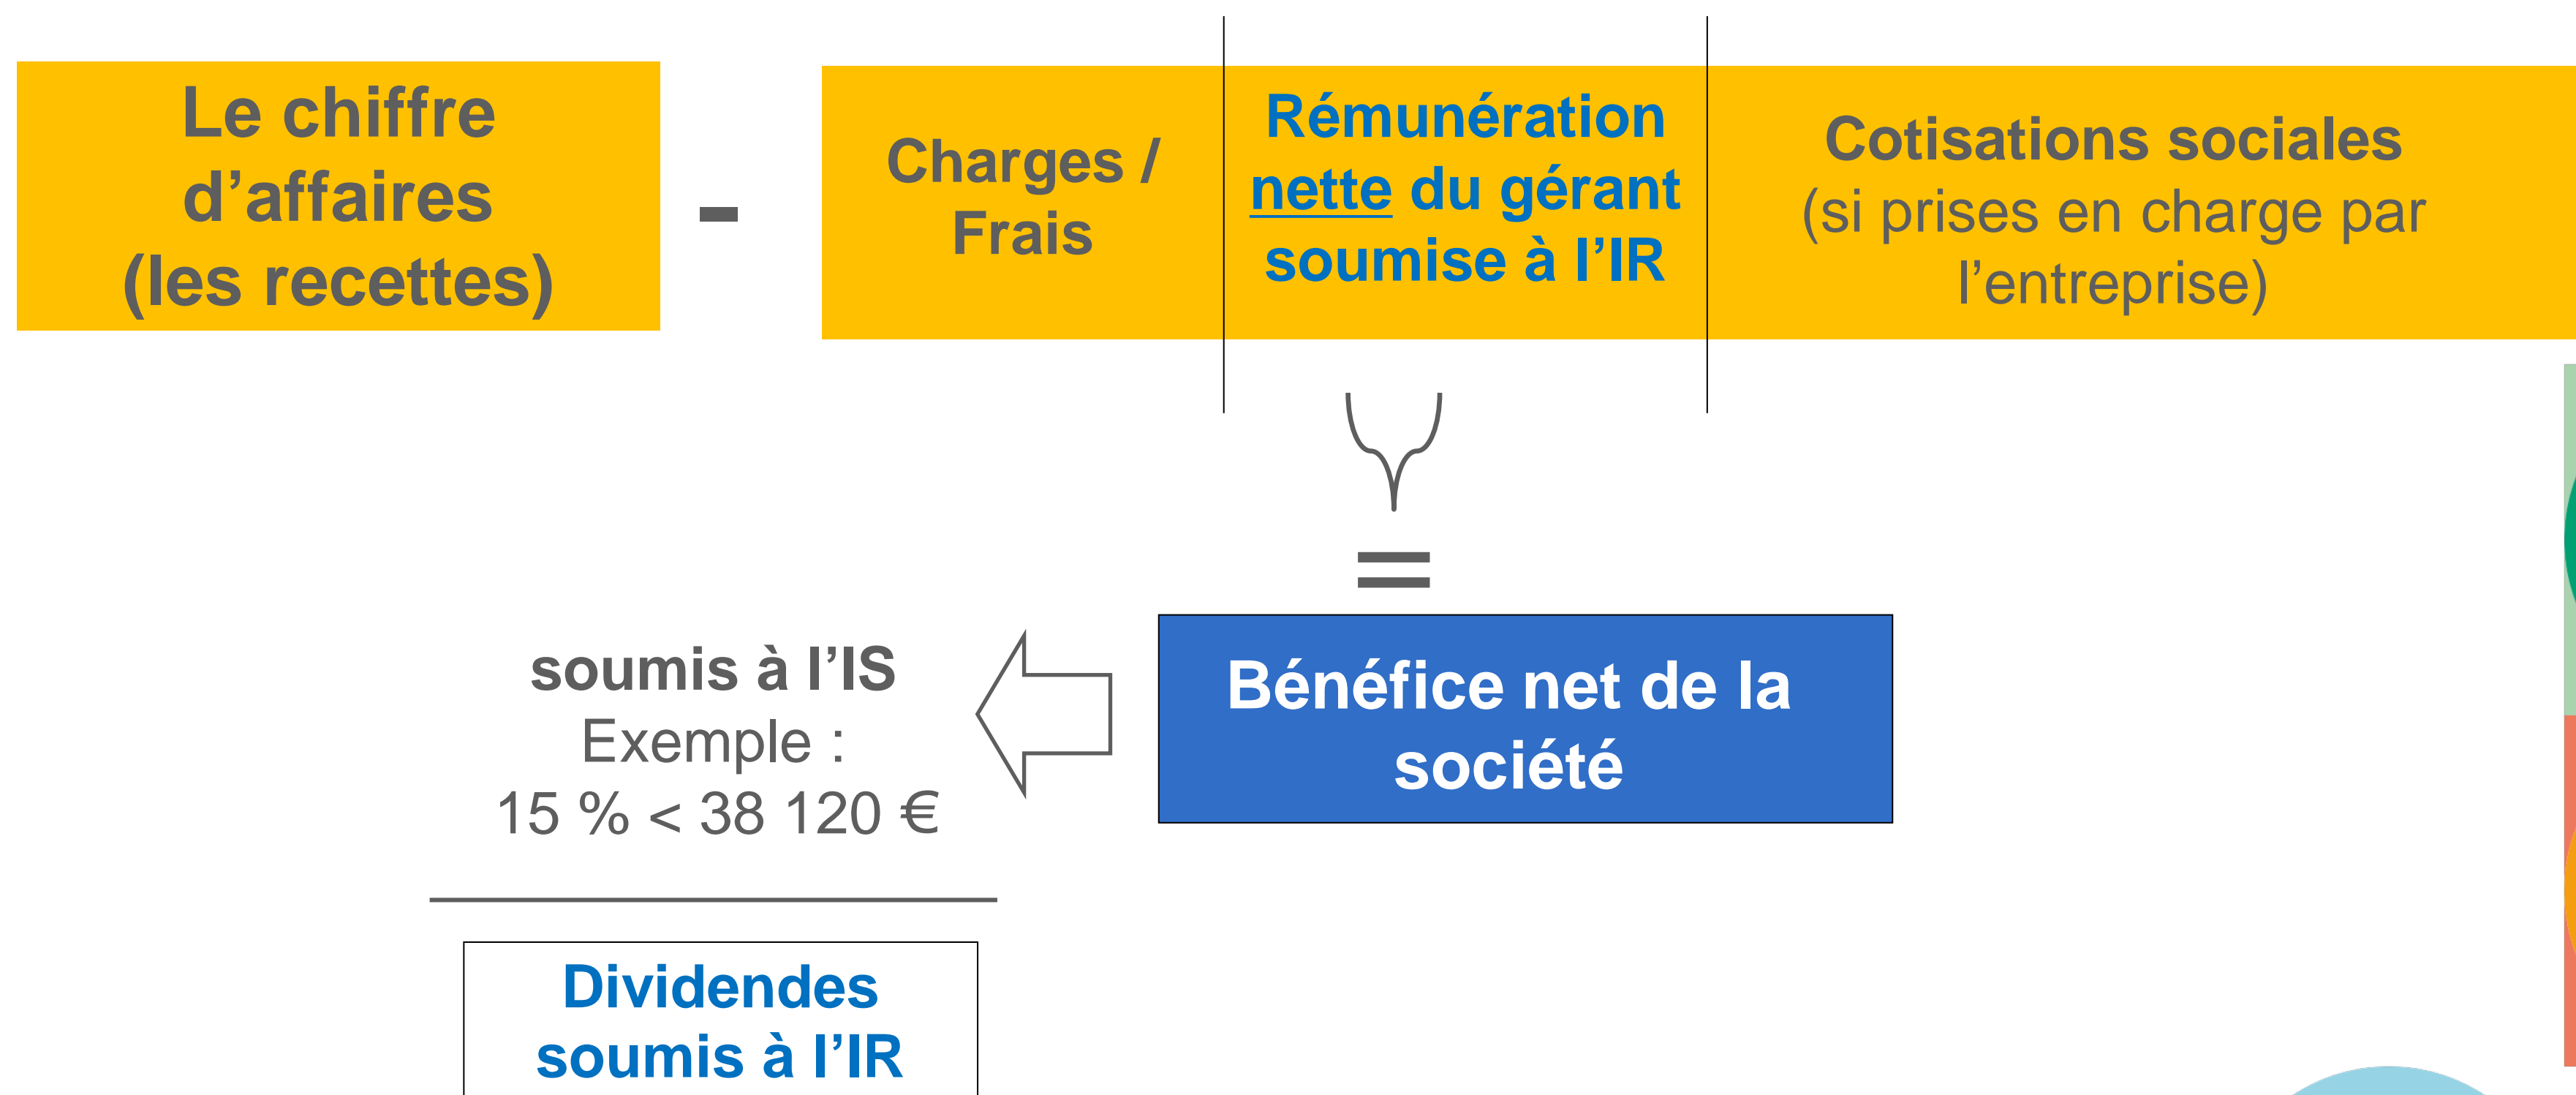 Le chiffre
d’affaires
(les recettes)
-
Charges /
Frais
Rémunération
nette du gérant
soumise à l’IR
Cotisations sociales
(si prises en charge par
l’entreprise)
=
Bénéfice net de la
société
soumis à l’IS
Exemple :
15 % < 38 120 €
Dividendes
soumis à l’IR